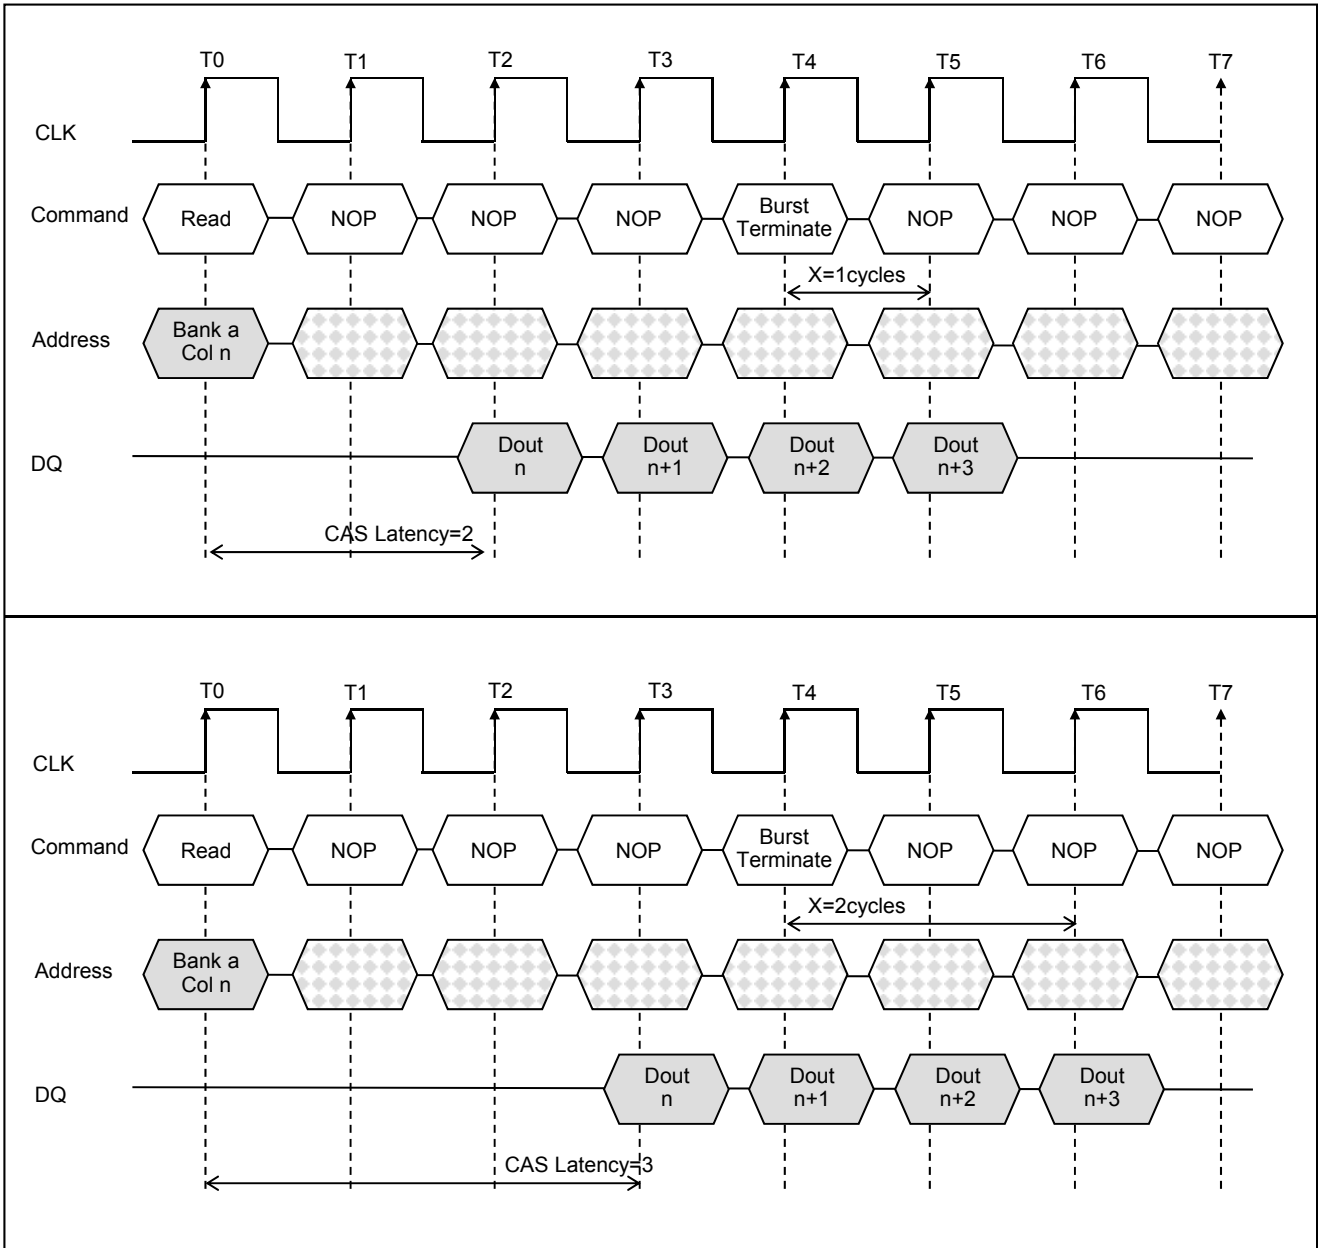 T0 T1 T2 T3 T4 T5 T6 T7
CLK
Command Read NOP NOP NOP Burst Terminate NOP NOP NOP
X=1cycles
Address Bank a Col n
DQ Dout n Dout n+1 Dout n+2 Dout n+3
CAS Latency=2
T0 T1 T2 T3 T4 T5 T6 T7
CLK
Command Read NOP NOP NOP Burst Terminate NOP NOP NOP
X=2cycles
Address Bank a Col n
DQ Dout n Dout n+1 Dout n+2 Dout n+3
CAS Latency=3